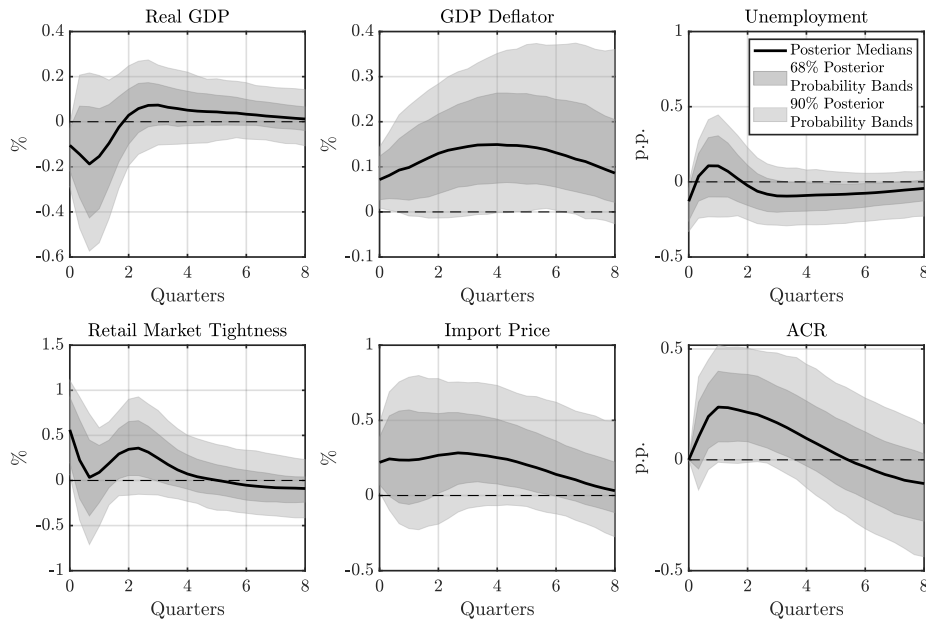 Real GDP
0.4
0.2
0
-0.2
-0.4
-0.6
%
0 2 4 6 8
Quarters
GDP Deflator
0.4
0.3
0.2
0.1
0
-0.1
%
0 2 4 6 8
Quarters
Unemployment
1
0.5
0
-0.5
p.p.
Posterior Medians
68% Posterior
Probability Bands
90% Posterior
Probability Bands
0 2 4 6 8
Quarters
Retail Market Tightness
1.5
1
0.5
0
-0.5
-1
%
0 2 4 6 8
Quarters
Import Price
1
0.5
0
-0.5
%
0 2 4 6 8
Quarters
ACR
0.5
0
-0.5
p.p.
0 2 4 6 8
Quarters